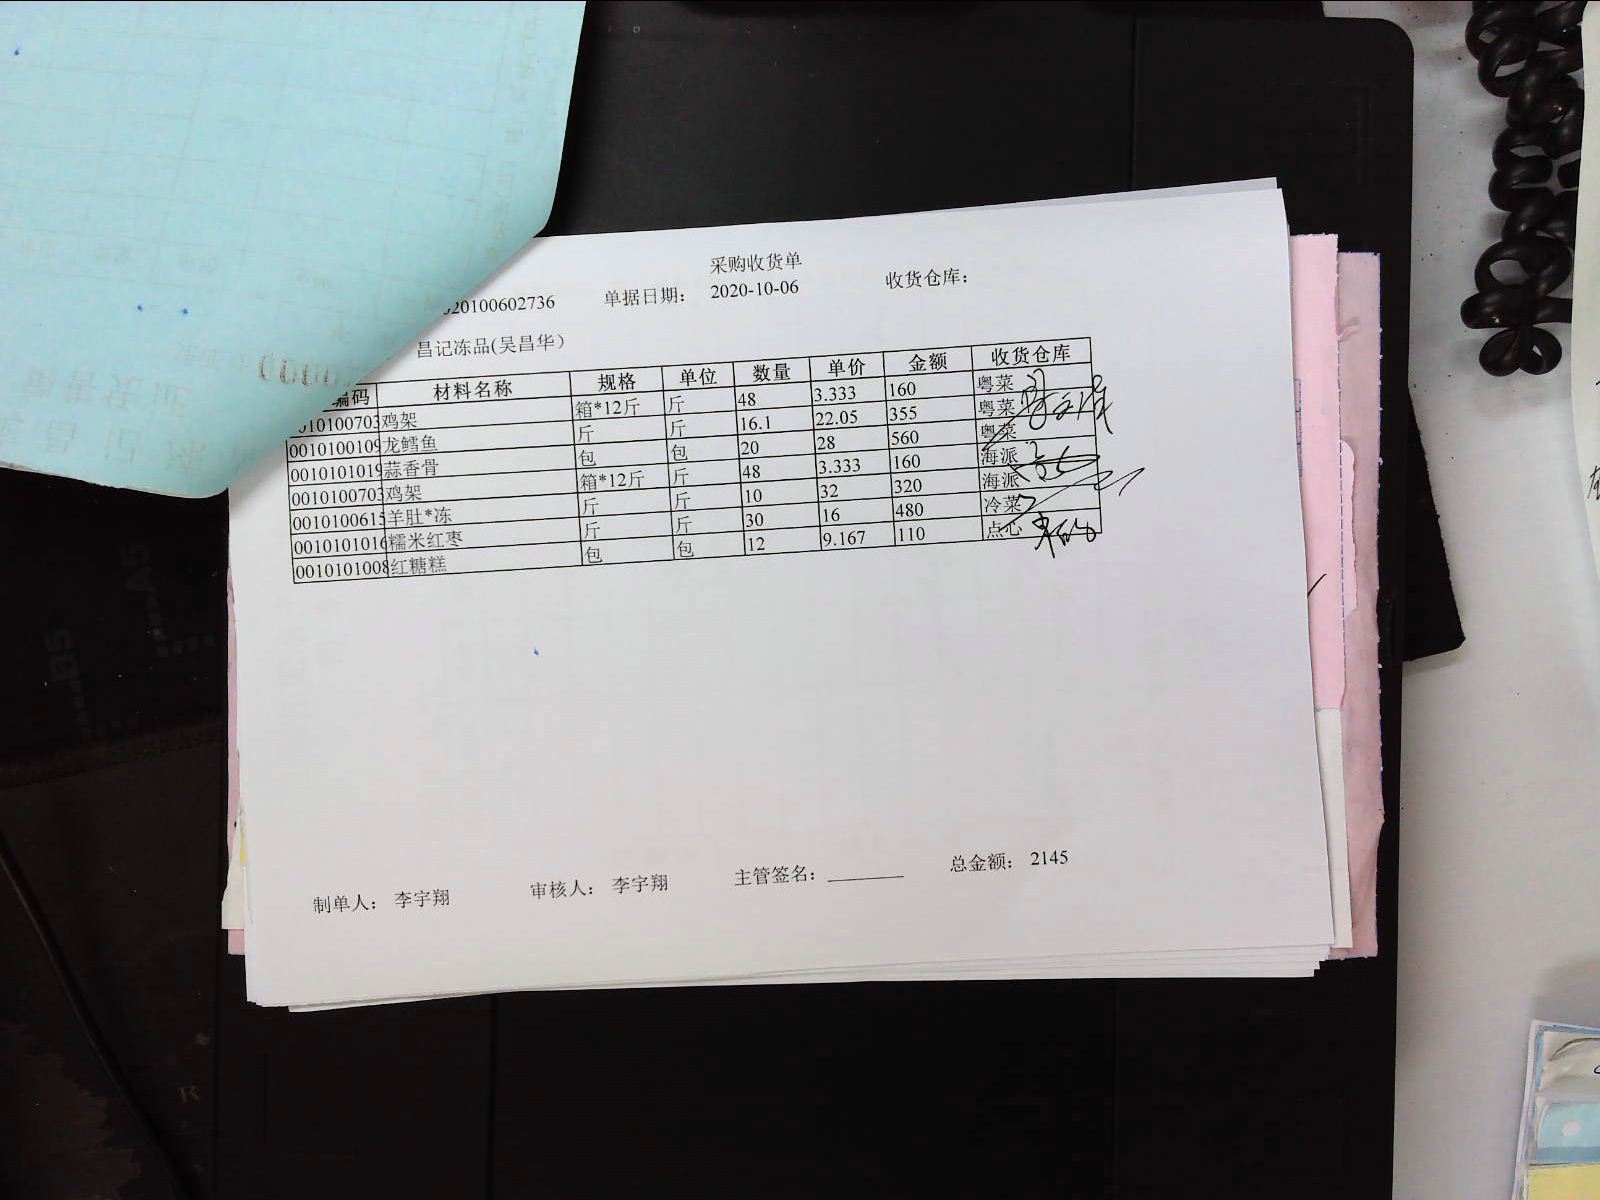 采购收货单
20100602736 单据日期： 2020-10-06 收货仓库：
昌记冻品(吴昌华)
编码 材料名称 规格 单位 数量 单价 金额 收货仓库
010100703 鸡架 箱*12斤 斤 48 3.333 160 粤菜
0010100109 龙鳕鱼 斤 斤 16.1 22.05 355 粤菜
0010101019 蒜香骨 包 包 20 28 560 粤菜
0010100703 鸡架 箱*12斤 斤 48 3.333 160 海派
0010100615 羊肚*冻 斤 斤 10 32 320 海派
0010101016 糯米红枣 斤 斤 30 16 480 冷菜
0010101008 红糖糕 包 包 12 9.167 110 点心
制单人： 李宇翔 审核人： 李宇翔 主管签名：________ 总金额： 2145